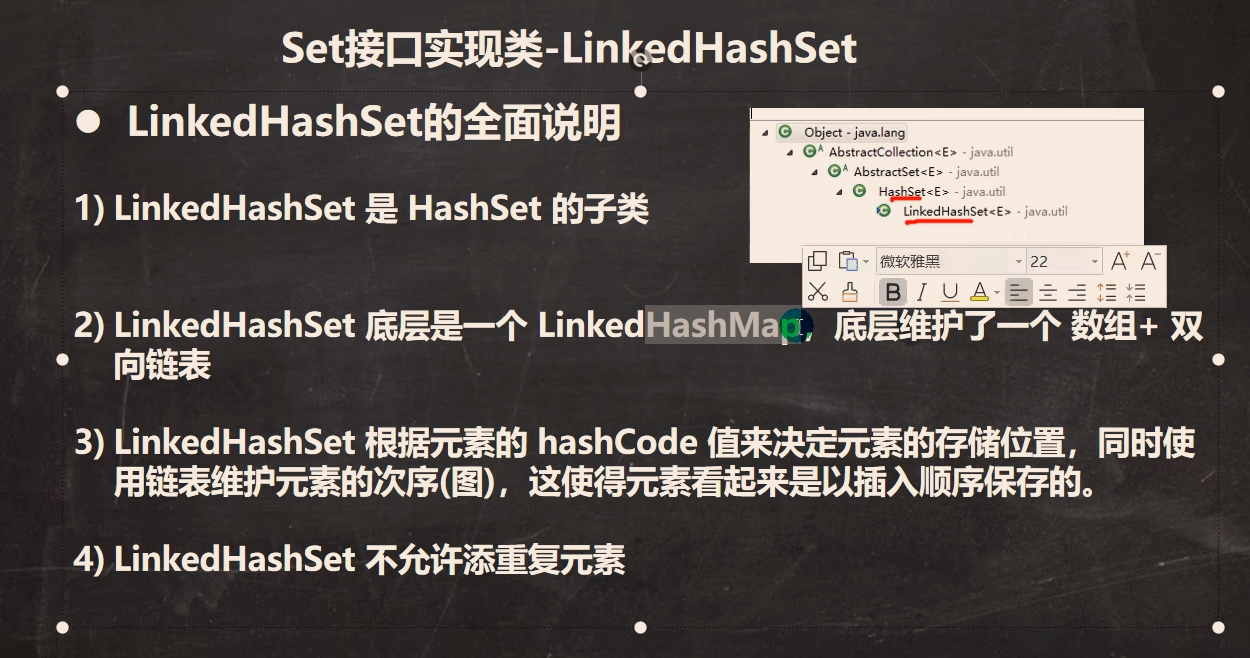 Set接口实现类-LinkedHashSet
LinkedHashSet的全面说明
Object - java.lang
AbstractCollection<E> - java.util
AbstractSet<E> - java.util
HashSet<E> - java.util
LinkedHashSet<E> - java.util
1) LinkedHashSet 是 HashSet 的子类
微软雅黑 22 A+ A-
B I U A
2) LinkedHashSet 底层是一个 LinkedHashMap，底层维护了一个 数组+ 双
向链表
3) LinkedHashSet 根据元素的 hashCode 值来决定元素的存储位置，同时使
用链表维护元素的次序(图)，这使得元素看起来是以插入顺序保存的。
4) LinkedHashSet 不允许添重复元素